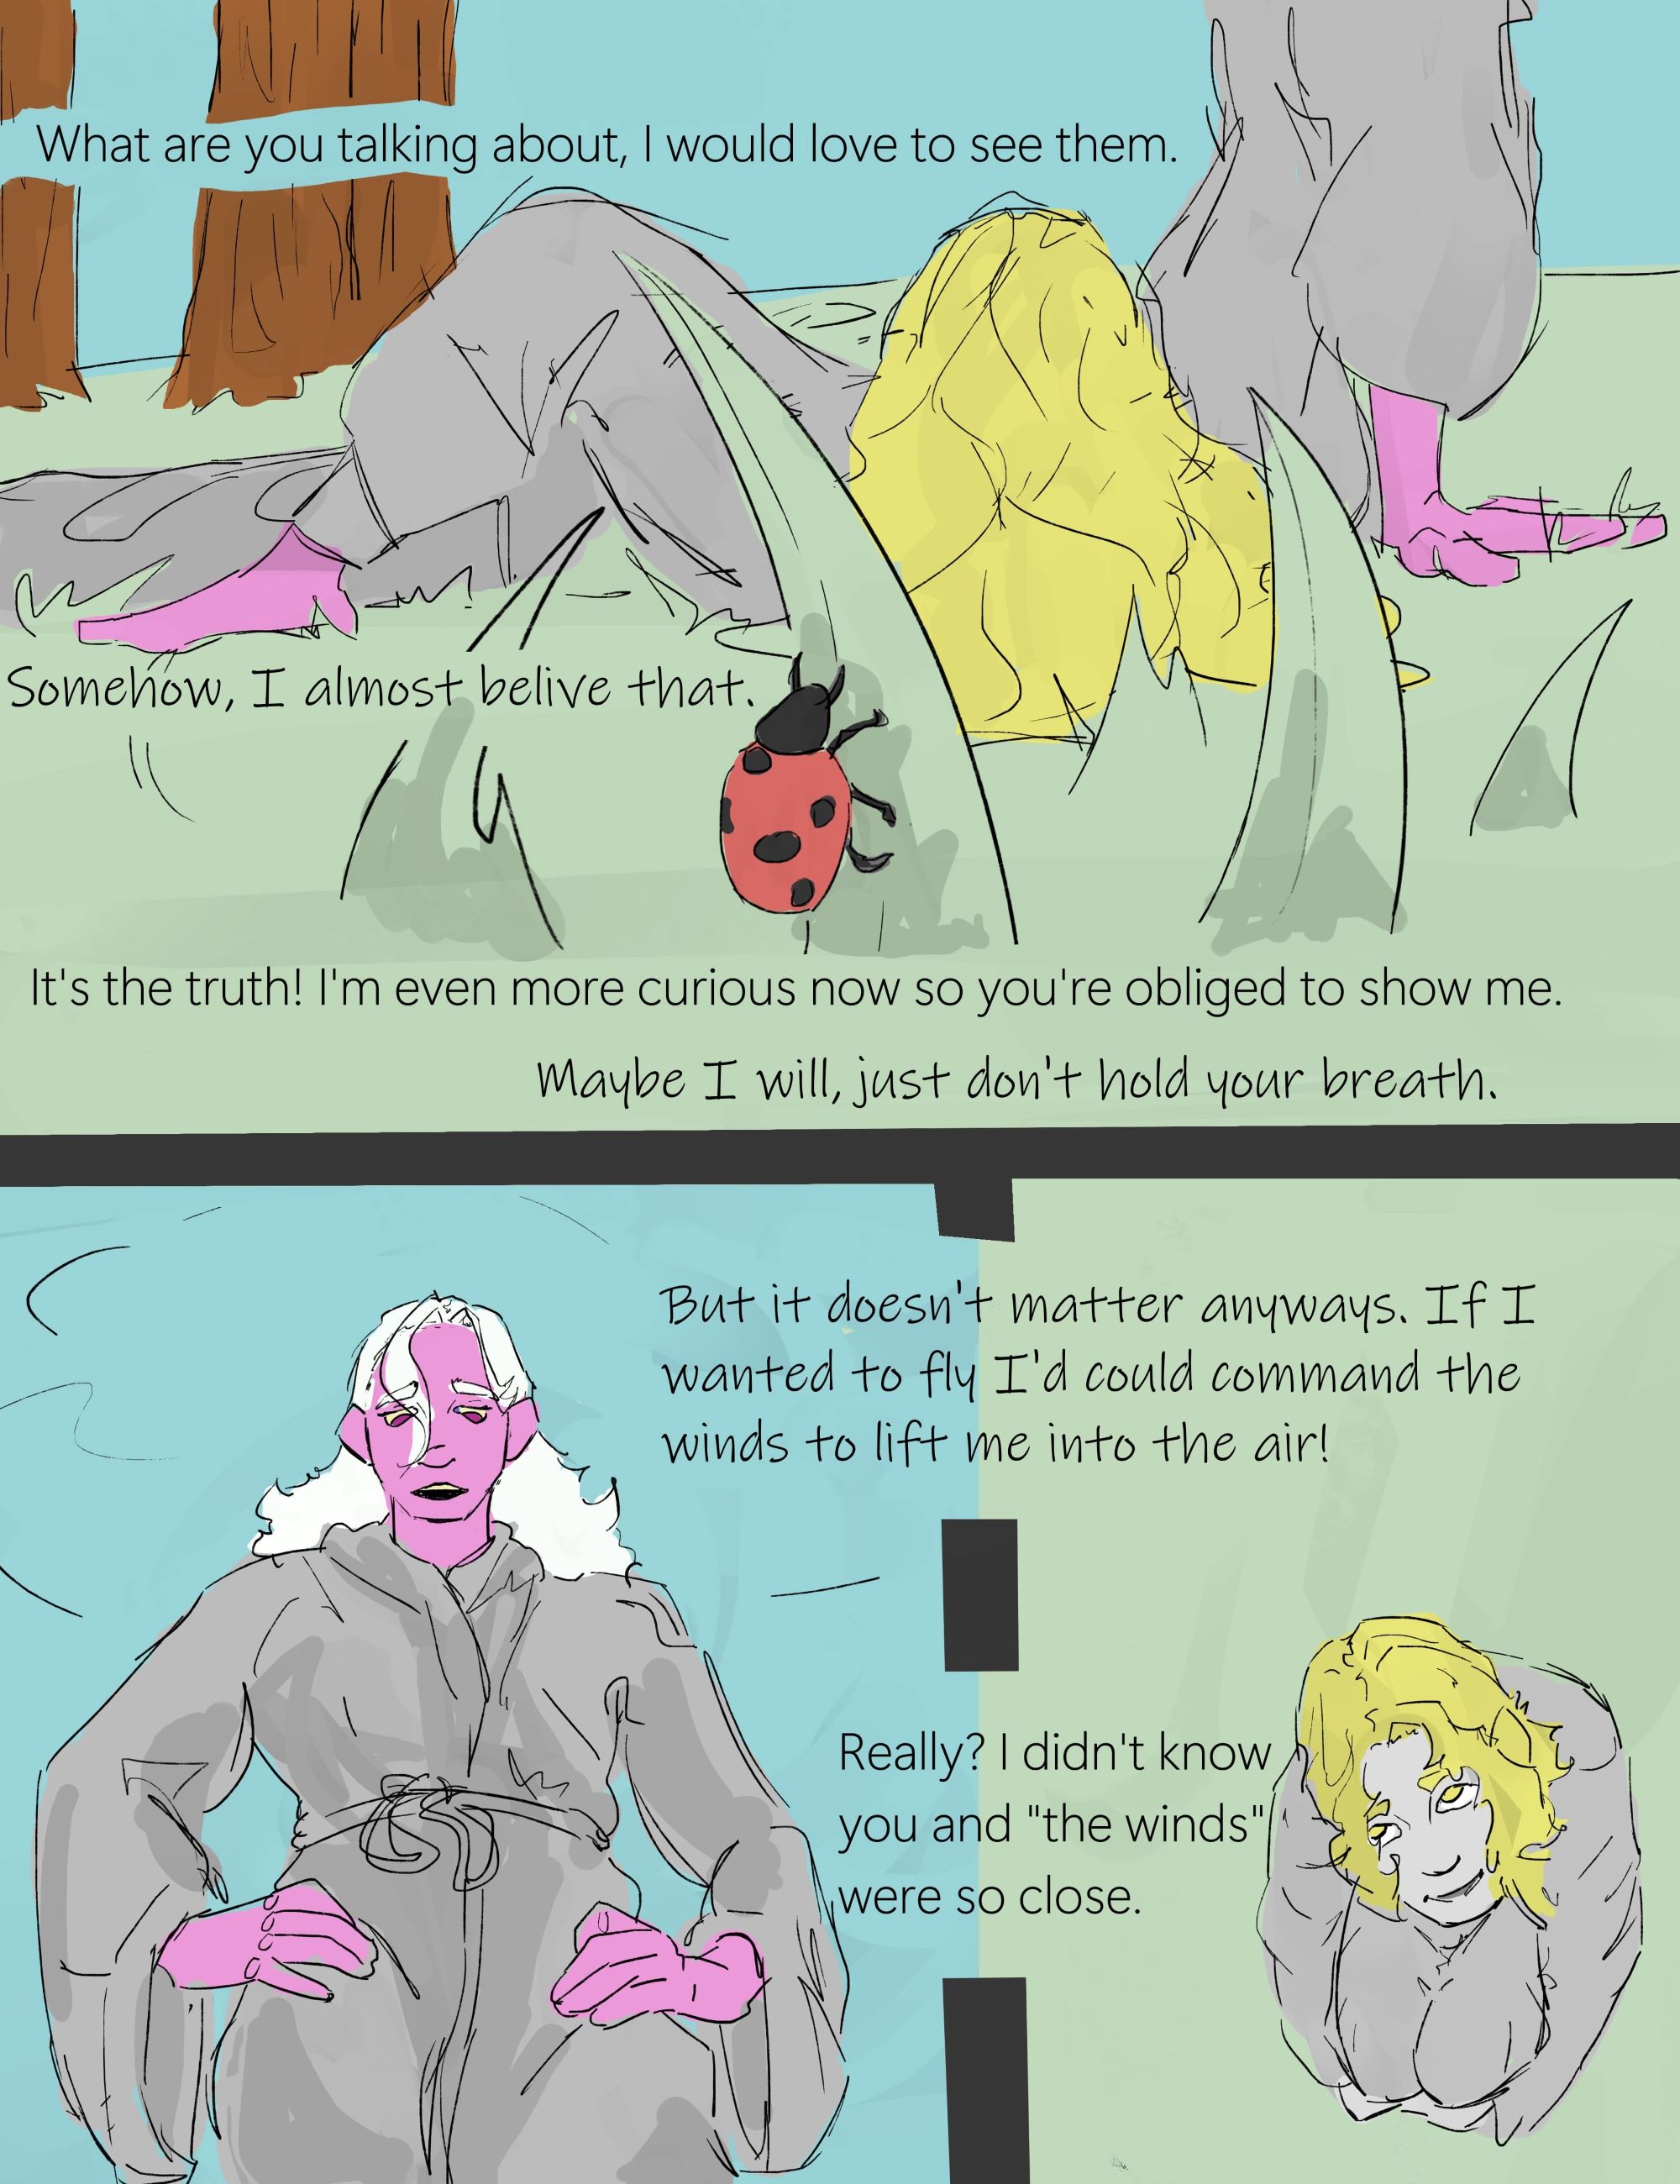 What are you talking about, I would love to see them.
Somehow, I almost belive that.
It's the truth! I'm even more curious now so you're obliged to show me.
Maybe I will, just don't hold your breath.
But it doesn't matter anyways. If I
wanted to fly I'd could command the
winds to lift me into the air!
Really? I didn't know
you and "the winds"
were so close.